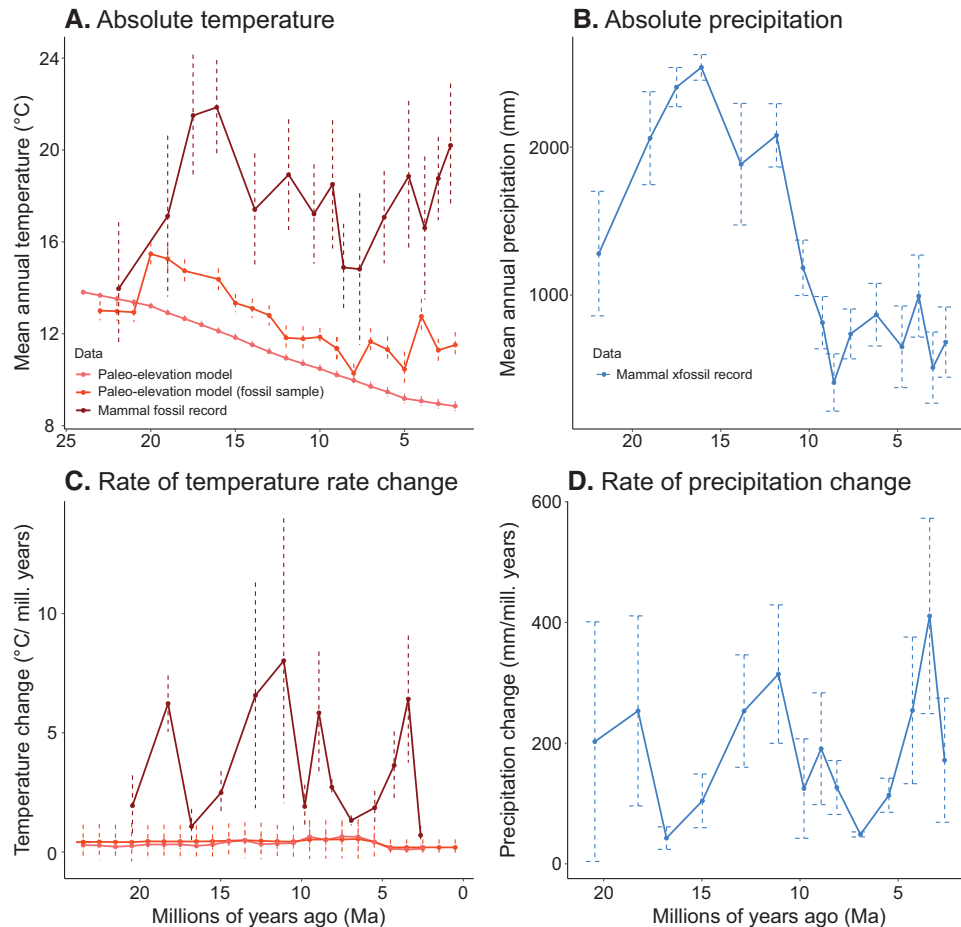 A. Absolute temperature
Mean annual temperature (°C)
24
20
16
12
8
Data
Paleo-elevation model
Paleo-elevation model (fossil sample)
Mammal fossil record
25
20
15
10
5
B. Absolute precipitation
Mean annual precipitation (mm)
2000
1000
Data
Mammal xfossil record
20
15
10
5
C. Rate of temperature rate change
Temperature change (°C/ mill. years)
10
5
0
20
15
10
5
0
Millions of years ago (Ma)
D. Rate of precipitation change
Precipitation change (mm/mill. years)
600
400
200
0
20
15
10
5
Millions of years ago (Ma)